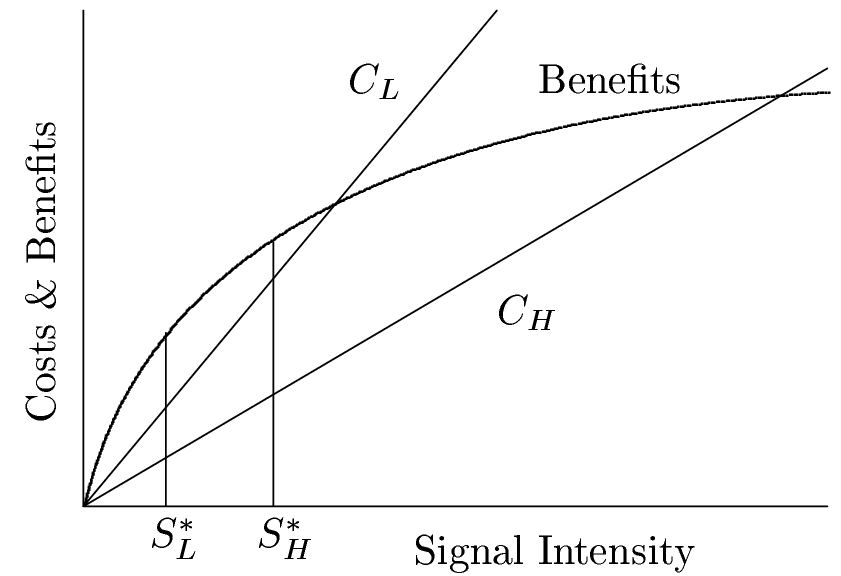 C_L
Benefits
Costs & Benefits
C_H
S*_L
S*_H
Signal Intensity